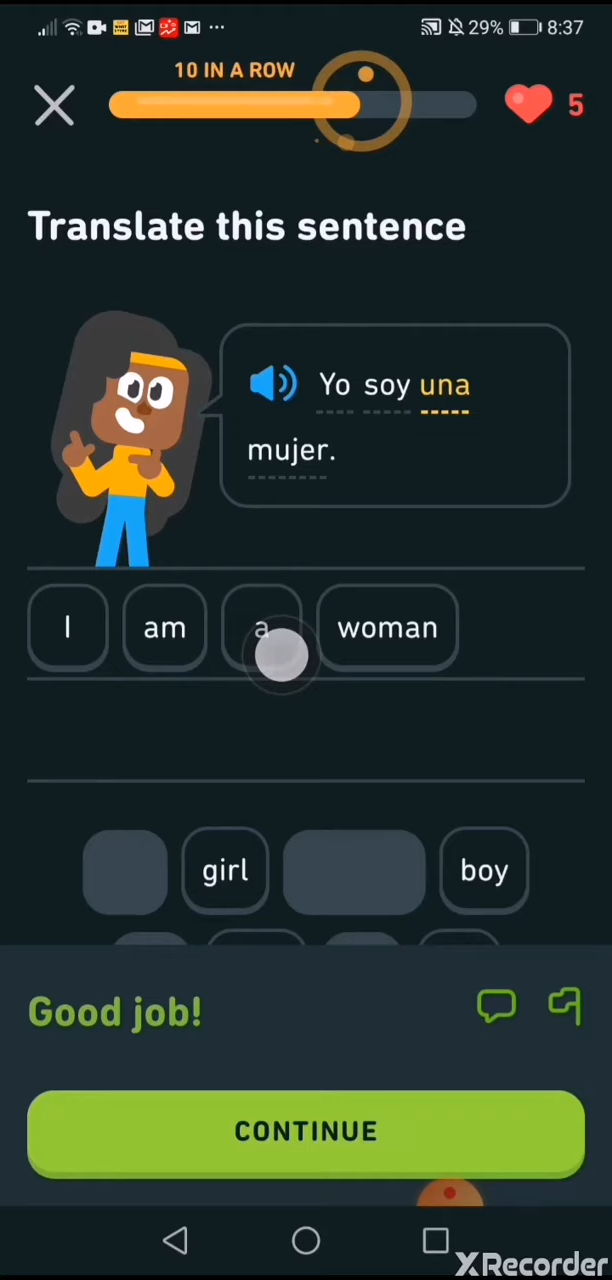 29% 8:37
10 IN A ROW
5
Translate this sentence
Yo soy una
mujer.
I am a woman
girl boy
Good job!
CONTINUE
XRecorder